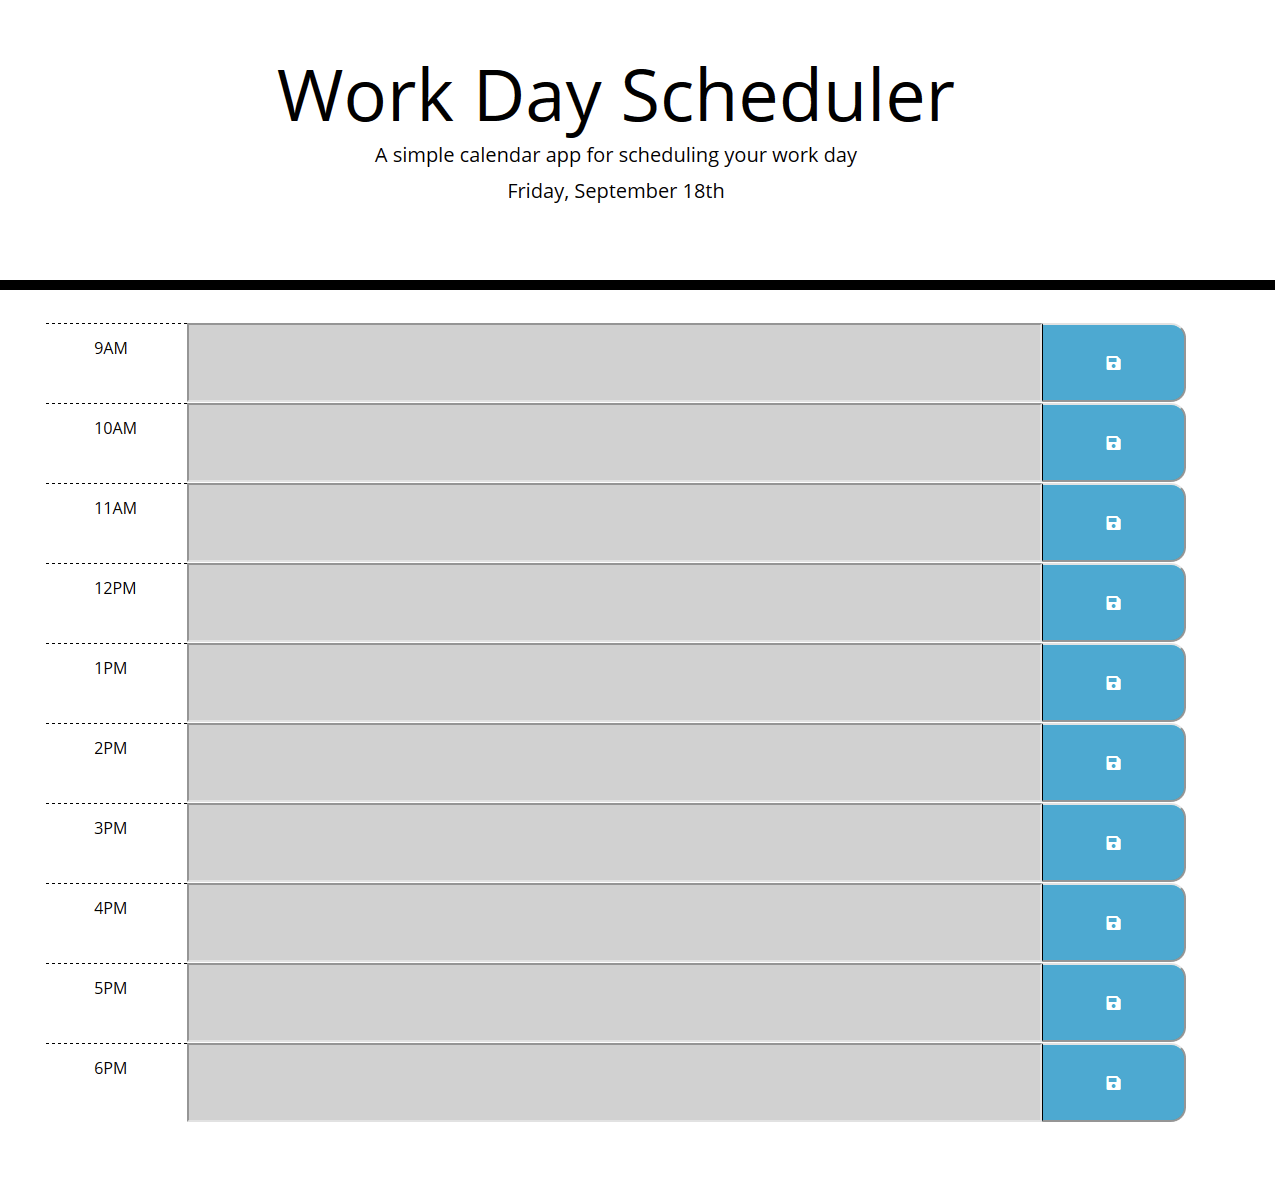 Work Day Scheduler
A simple calendar app for scheduling your work day
Friday, September 18th
9AM
10AM
11AM
12PM
1PM
2PM
3PM
4PM
5PM
6PM